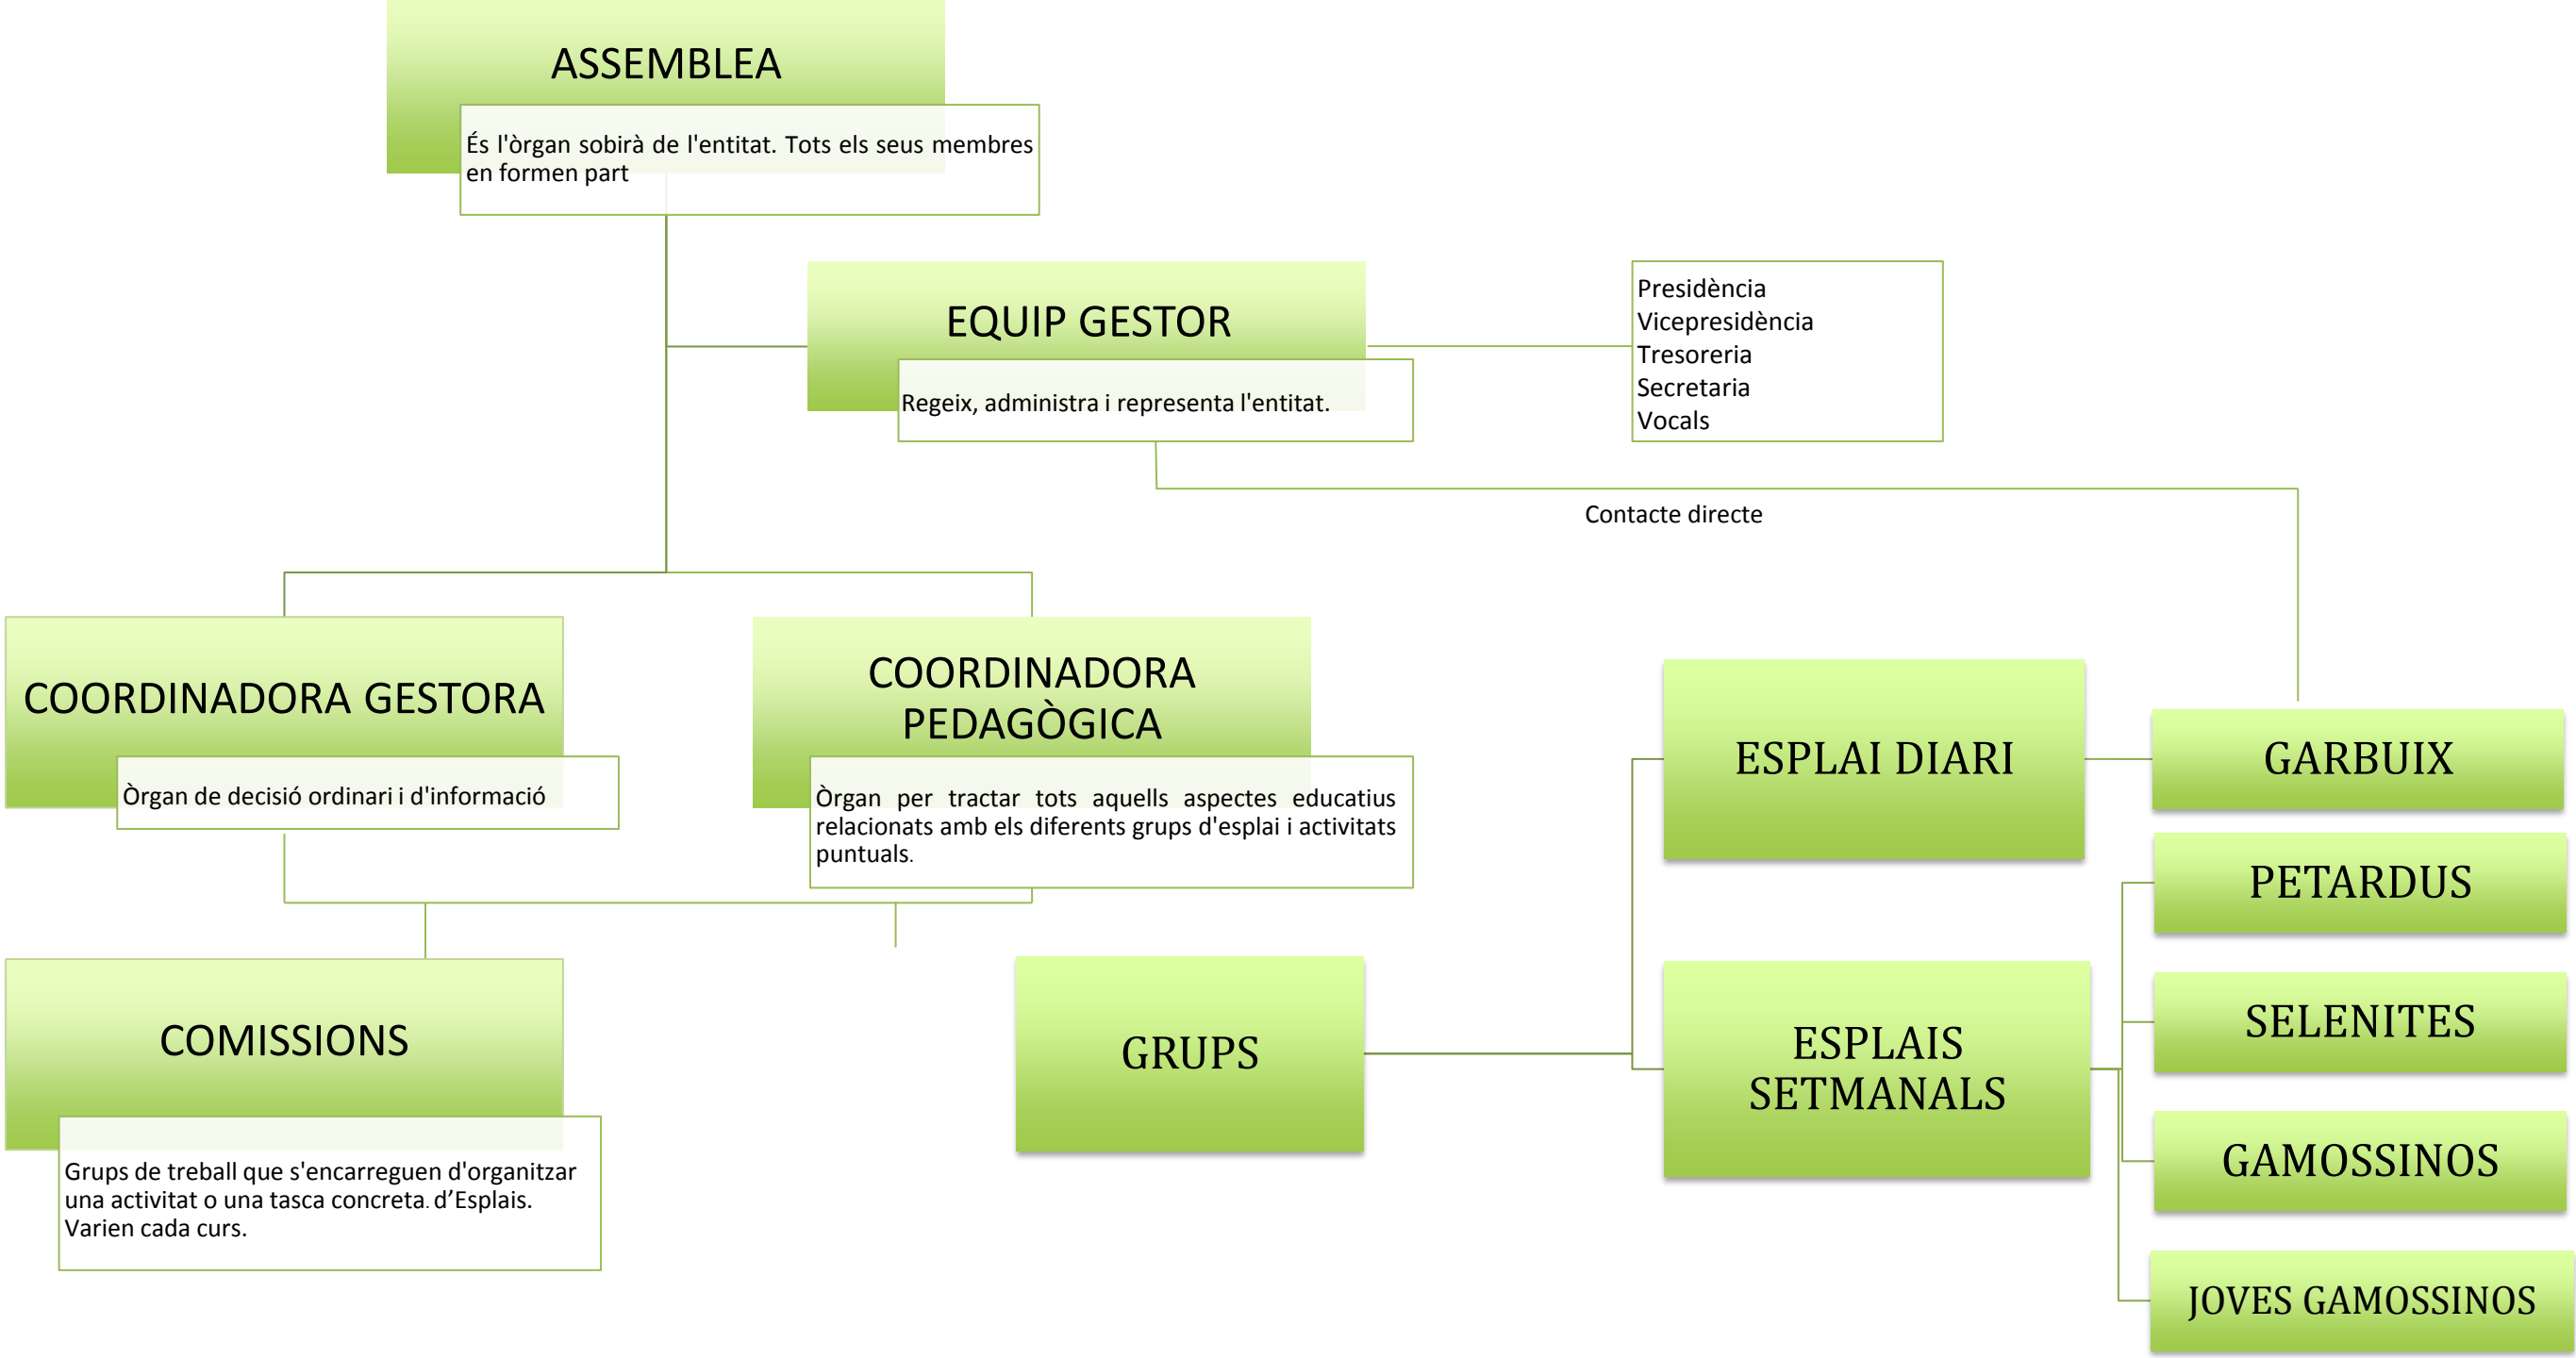 ASSEMBLEA
És l'òrgan sobirà de l'entitat. Tots els seus membres
en formen part
EQUIP GESTOR
Regeix, administra i representa l'entitat.
Presidència
Vicepresidència
Tresoreria
Secretaria
Vocals
Contacte directe
COORDINADORA GESTORA
Òrgan de decisió ordinari i d'informació
COORDINADORA
PEDAGÒGICA
Òrgan per tractar tots aquells aspectes educatius
relacionats amb els diferents grups d'esplai i activitats
puntuals.
COMISSIONS
Grups de treball que s'encarreguen d'organitzar
una activitat o una tasca concreta. d’Esplais.
Varien cada curs.
GRUPS
ESPLAI DIARI
ESPLAIS
SETMANALS
GARBUIX
PETARDUS
SELENITES
GAMOSSINOS
JOVES GAMOSSINOS